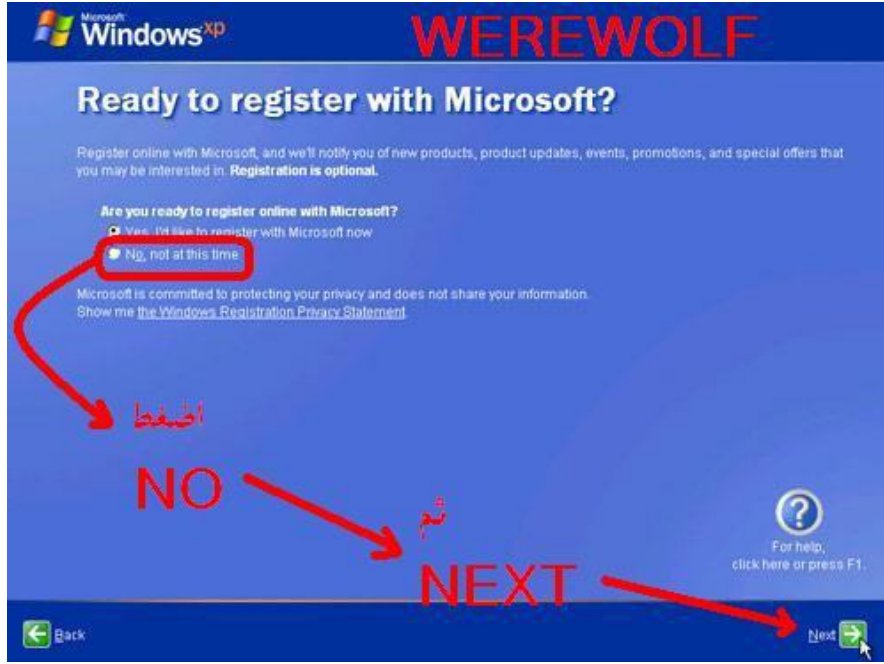 Microsoft
Windows xp
WEREWOLF
Ready to register with Microsoft?
Register online with Microsoft, and we'll notify you of new products, product updates, events, promotions, and special offers that
you may be interested in. Registration is optional.
Are you ready to register online with Microsoft?
Yes, I'd like to register with Microsoft now
No, not at this time
Microsoft is committed to protecting your privacy and does not share your information.
Show me the Windows Registration Privacy Statement
اضغط
NO
ثم
NEXT
?
For help,
click here or press F1.
Back
Next